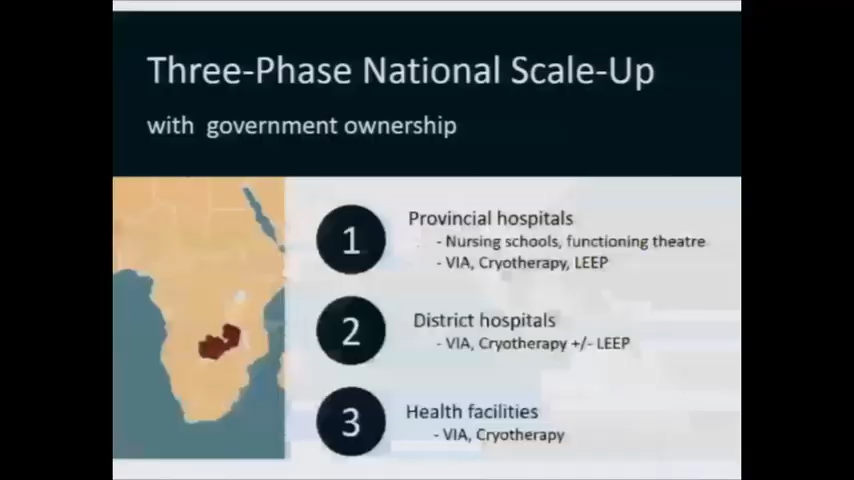 Three-Phase National Scale-Up
with government ownership
1
Provincial hospitals
- Nursing schools, functioning theatre
- VIA, Cryotherapy, LEEP
2
District hospitals
- VIA, Cryotherapy +/- LEEP
3
Health facilities
- VIA, Cryotherapy